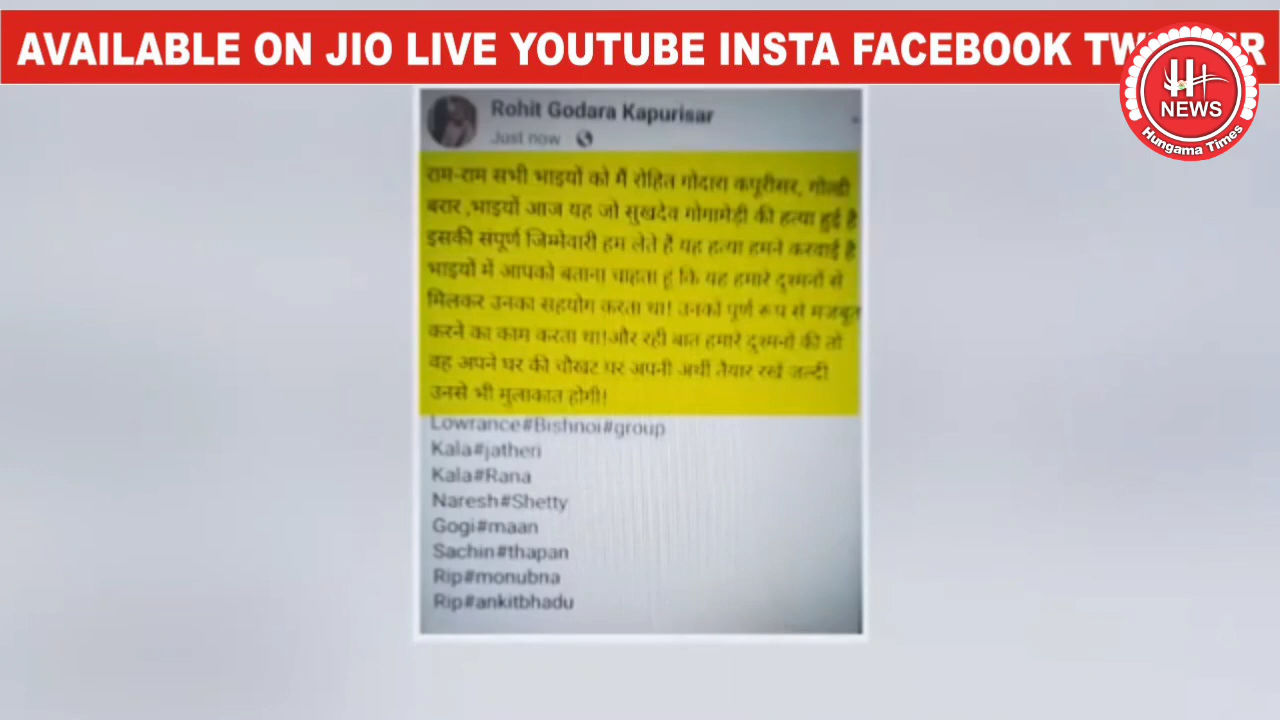 AVAILABLE ON JIO LIVE YOUTUBE INSTA FACEBOOK
H
NEWS
Hungama Times
Rohit Godara Kapurisar
Just now
राम-राम सभी भाइयों को मैं रोहित गोदारा कपूरीसर, गोल्डी
बरार ,भाइयों आज यह जो सुखदेव गोगामेड़ी की हत्या हुई है
इसकी संपूर्ण जिम्मेवारी हम लेते हैं यह हत्या हमने करवाई है
भाइयों में आपको बताना चाहता हूं कि यह हमारे दुश्मनों से
मिलकर उनका सहयोग करता था! उनको पूर्ण रूप से मजबूत
करने का काम करता था!और रही बात हमारे दुश्मनों की तो
वह अपने घर की चौखट पर अपनी अर्थी तैयार रखें जल्दी
उनसे भी मुलाकात होगी!
Lowrance#Bishnoi#group
Kala#jatheri
Kala#Rana
Naresh#Shetty
Gogi#maan
Sachin#thapan
Rip#monubna
Rip#ankitbhadu